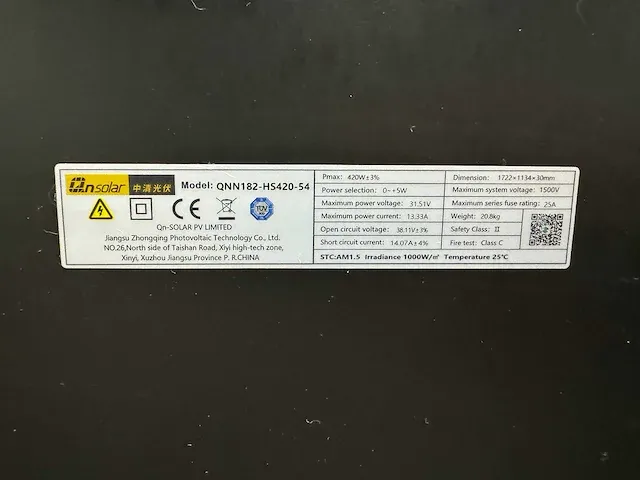 Qn solar 中清光伏 Model: QNN182-HS420-54
Qn-SOLAR PV LIMITED
Jiangsu Zhongqing Photovoltaic Technology Co., Ltd.
NO.26,North side of Taishan Road, Xiyi high-tech zone,
Xinyi, Xuzhou Jiangsu Province P. R.CHINA
Pmax: 420W±3% Dimension: 1722×1134×30mm
Power selection: 0~+5W Maximum system voltage: 1500V
Maximum power voltage: 31.51V Maximum series fuse rating: 25A
Maximum power current: 13.33A Weight: 20.8kg
Open circuit voltage: 38.11V±3% Safety Class: II
Short circuit current: 14.07A±4% Fire test: Class C
STC:AM1.5 Irradiance 1000W/㎡ Temperature 25℃